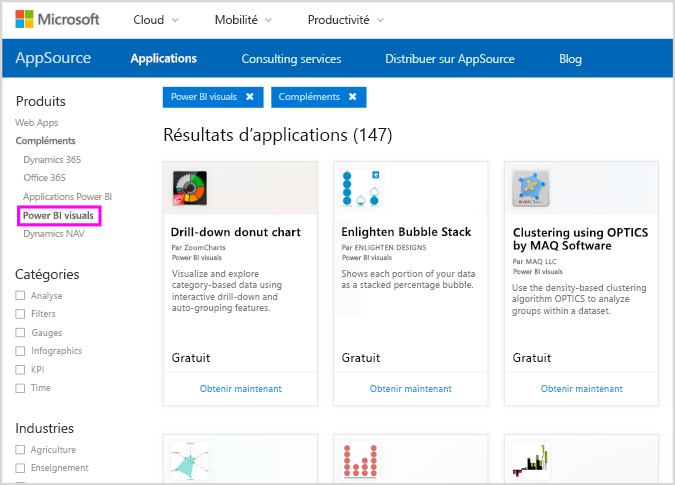 Microsoft Cloud Mobilité Productivité
AppSource Applications Consulting services Distribuer sur AppSource Blog
Produits
Web Apps
Compléments
Dynamics 365
Office 365
Applications Power BI
Power BI visuals
Dynamics NAV
Catégories
Analyse
Filters
Gauges
Infographics
KPI
Time
Industries
Agriculture
Enseignement
Power BI visuals Compléments
Résultats d'applications (147)
Drill-down donut chart
Par ZoomCharts
Power BI visuals
Visualize and explore
category-based data using
interactive drill-down and
auto-grouping features.
Gratuit
Obtenir maintenant
Enlighten Bubble Stack
Par ENLIGHTEN DESIGNS
Power BI visuals
Shows each portion of your data
as a stacked percentage bubble.
Gratuit
Obtenir maintenant
Clustering using OPTICS
by MAQ Software
Par MAQ LLC
Power BI visuals
Use the density-based clustering
algorithm OPTICS to analyze
groups within a dataset.
Gratuit
Obtenir maintenant